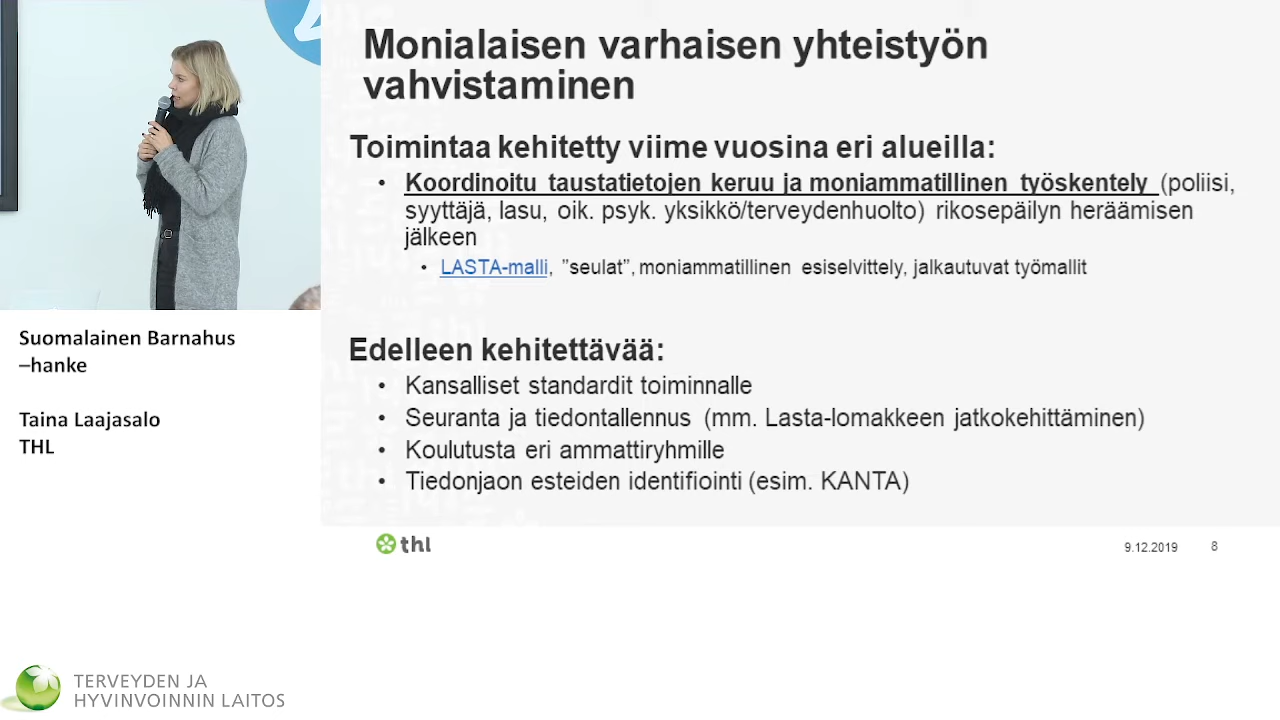 Monialaisen varhaisen yhteistyön
vahvistaminen
Toimintaa kehitetty viime vuosina eri alueilla:
• Koordinoitu taustatietojen keruu ja moniammatillinen työskentely (poliisi,
syyttäjä, lasu, oik. psyk. yksikkö/terveydenhuolto) rikosepäilyn heräämisen
jälkeen
• LASTA-malli, ”seulat”, moniammatillinen esiselvittely, jalkautuvat työmallit
Edelleen kehitettävää:
• Kansalliset standardit toiminnalle
• Seuranta ja tiedontallennus (mm. Lasta-lomakkeen jatkokehittäminen)
• Koulutusta eri ammattiryhmille
• Tiedonjaon esteiden identifiointi (esim. KANTA)
thl
9.12.2019 8
Suomalainen Barnahus
–hanke
Taina Laajasalo
THL
TERVEYDEN JA
HYVINVOINNIN LAITOS